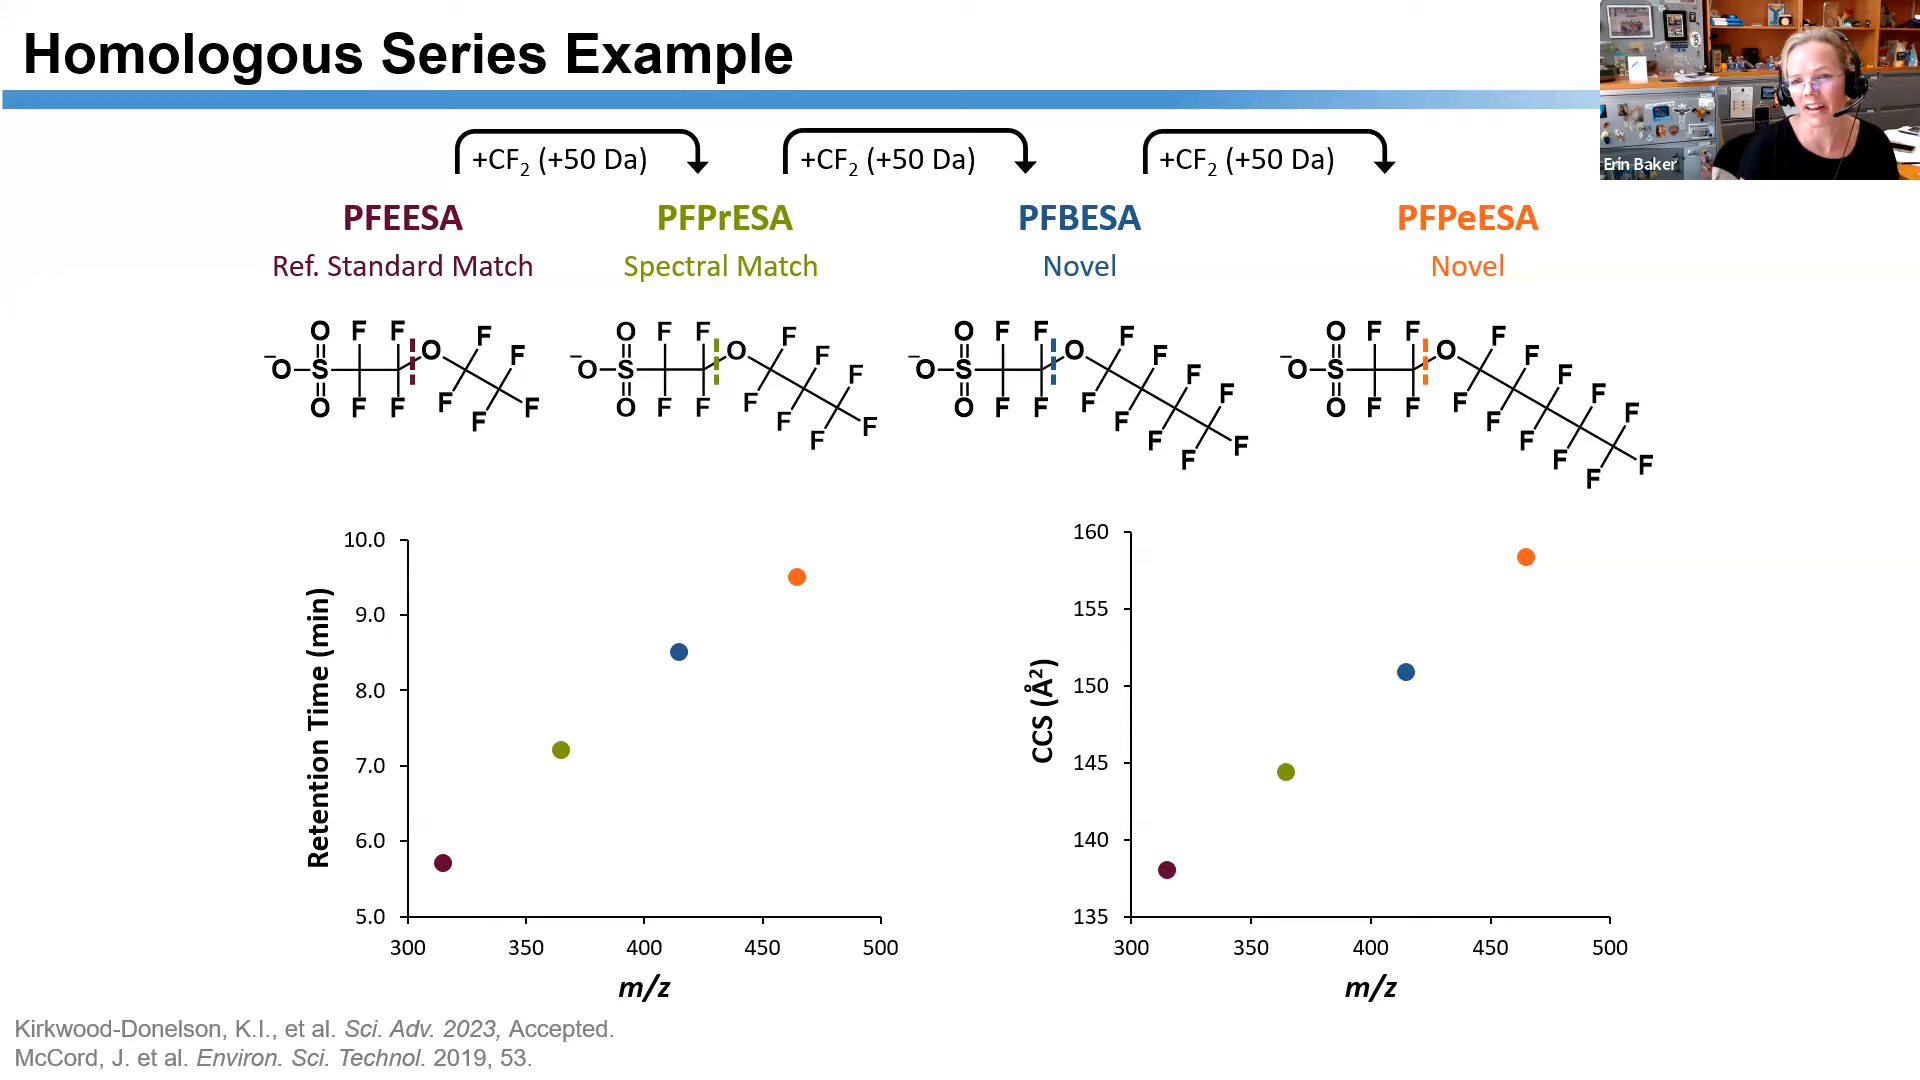 Homologous Series Example
Erin Baker
+CF2 (+50 Da)
+CF2 (+50 Da)
+CF2 (+50 Da)
PFEESA
PFPrESA
PFBESA
PFPeESA
Ref. Standard Match
Spectral Match
Novel
Novel
O F F F
−O S O F
O F F F F F
O F F F
−O S O F F
O F F F F F F
O F F F
−O S O F F F
O F F F F F F F
O F F F
−O S O F F F F
O F F F F F F F F
Retention Time (min)
10.0
9.0
8.0
7.0
6.0
5.0
300 350 400 450 500
m/z
CCS (Å²)
160
155
150
145
140
135
300 350 400 450 500
m/z
Kirkwood-Donelson, K.I., et al. Sci. Adv. 2023, Accepted.
McCord, J. et al. Environ. Sci. Technol. 2019, 53.